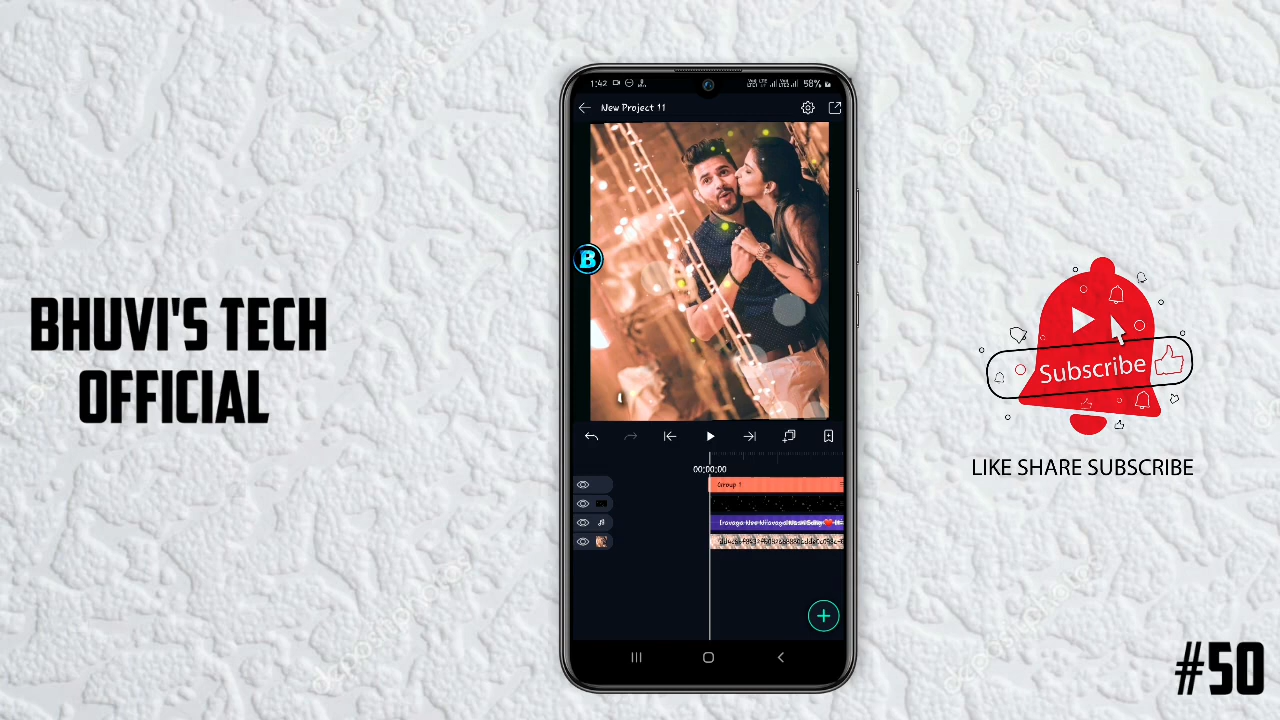 BHUVI'S TECH
OFFICIAL
1:42
58%
New Project 11
B
00:00:00
Group 1
Subscribe
LIKE SHARE SUBSCRIBE
#50